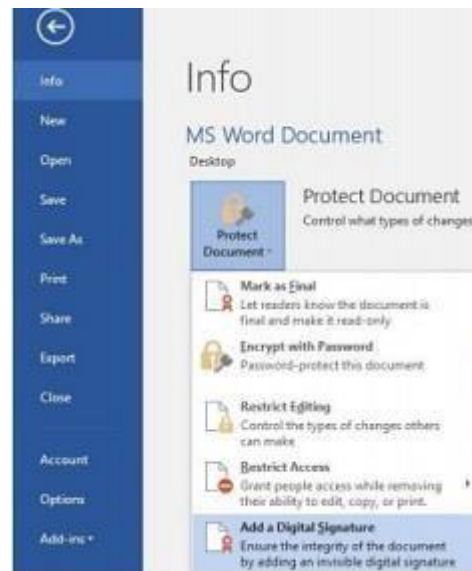 Info
New
Open
Save
Save As
Print
Share
Export
Close
Account
Options
Add-ins
Info
MS Word Document
Desktop
Protect
Document
Protect Document
Control what types of changes
Mark as Final
Let readers know the document is
final and make it read-only
Encrypt with Password
Password-protect this document
Restrict Editing
Control the types of changes others
can make
Restrict Access
Grant people access while removing
their ability to edit, copy, or print.
Add a Digital Signature
Ensure the integrity of the document
by adding an invisible digital signature